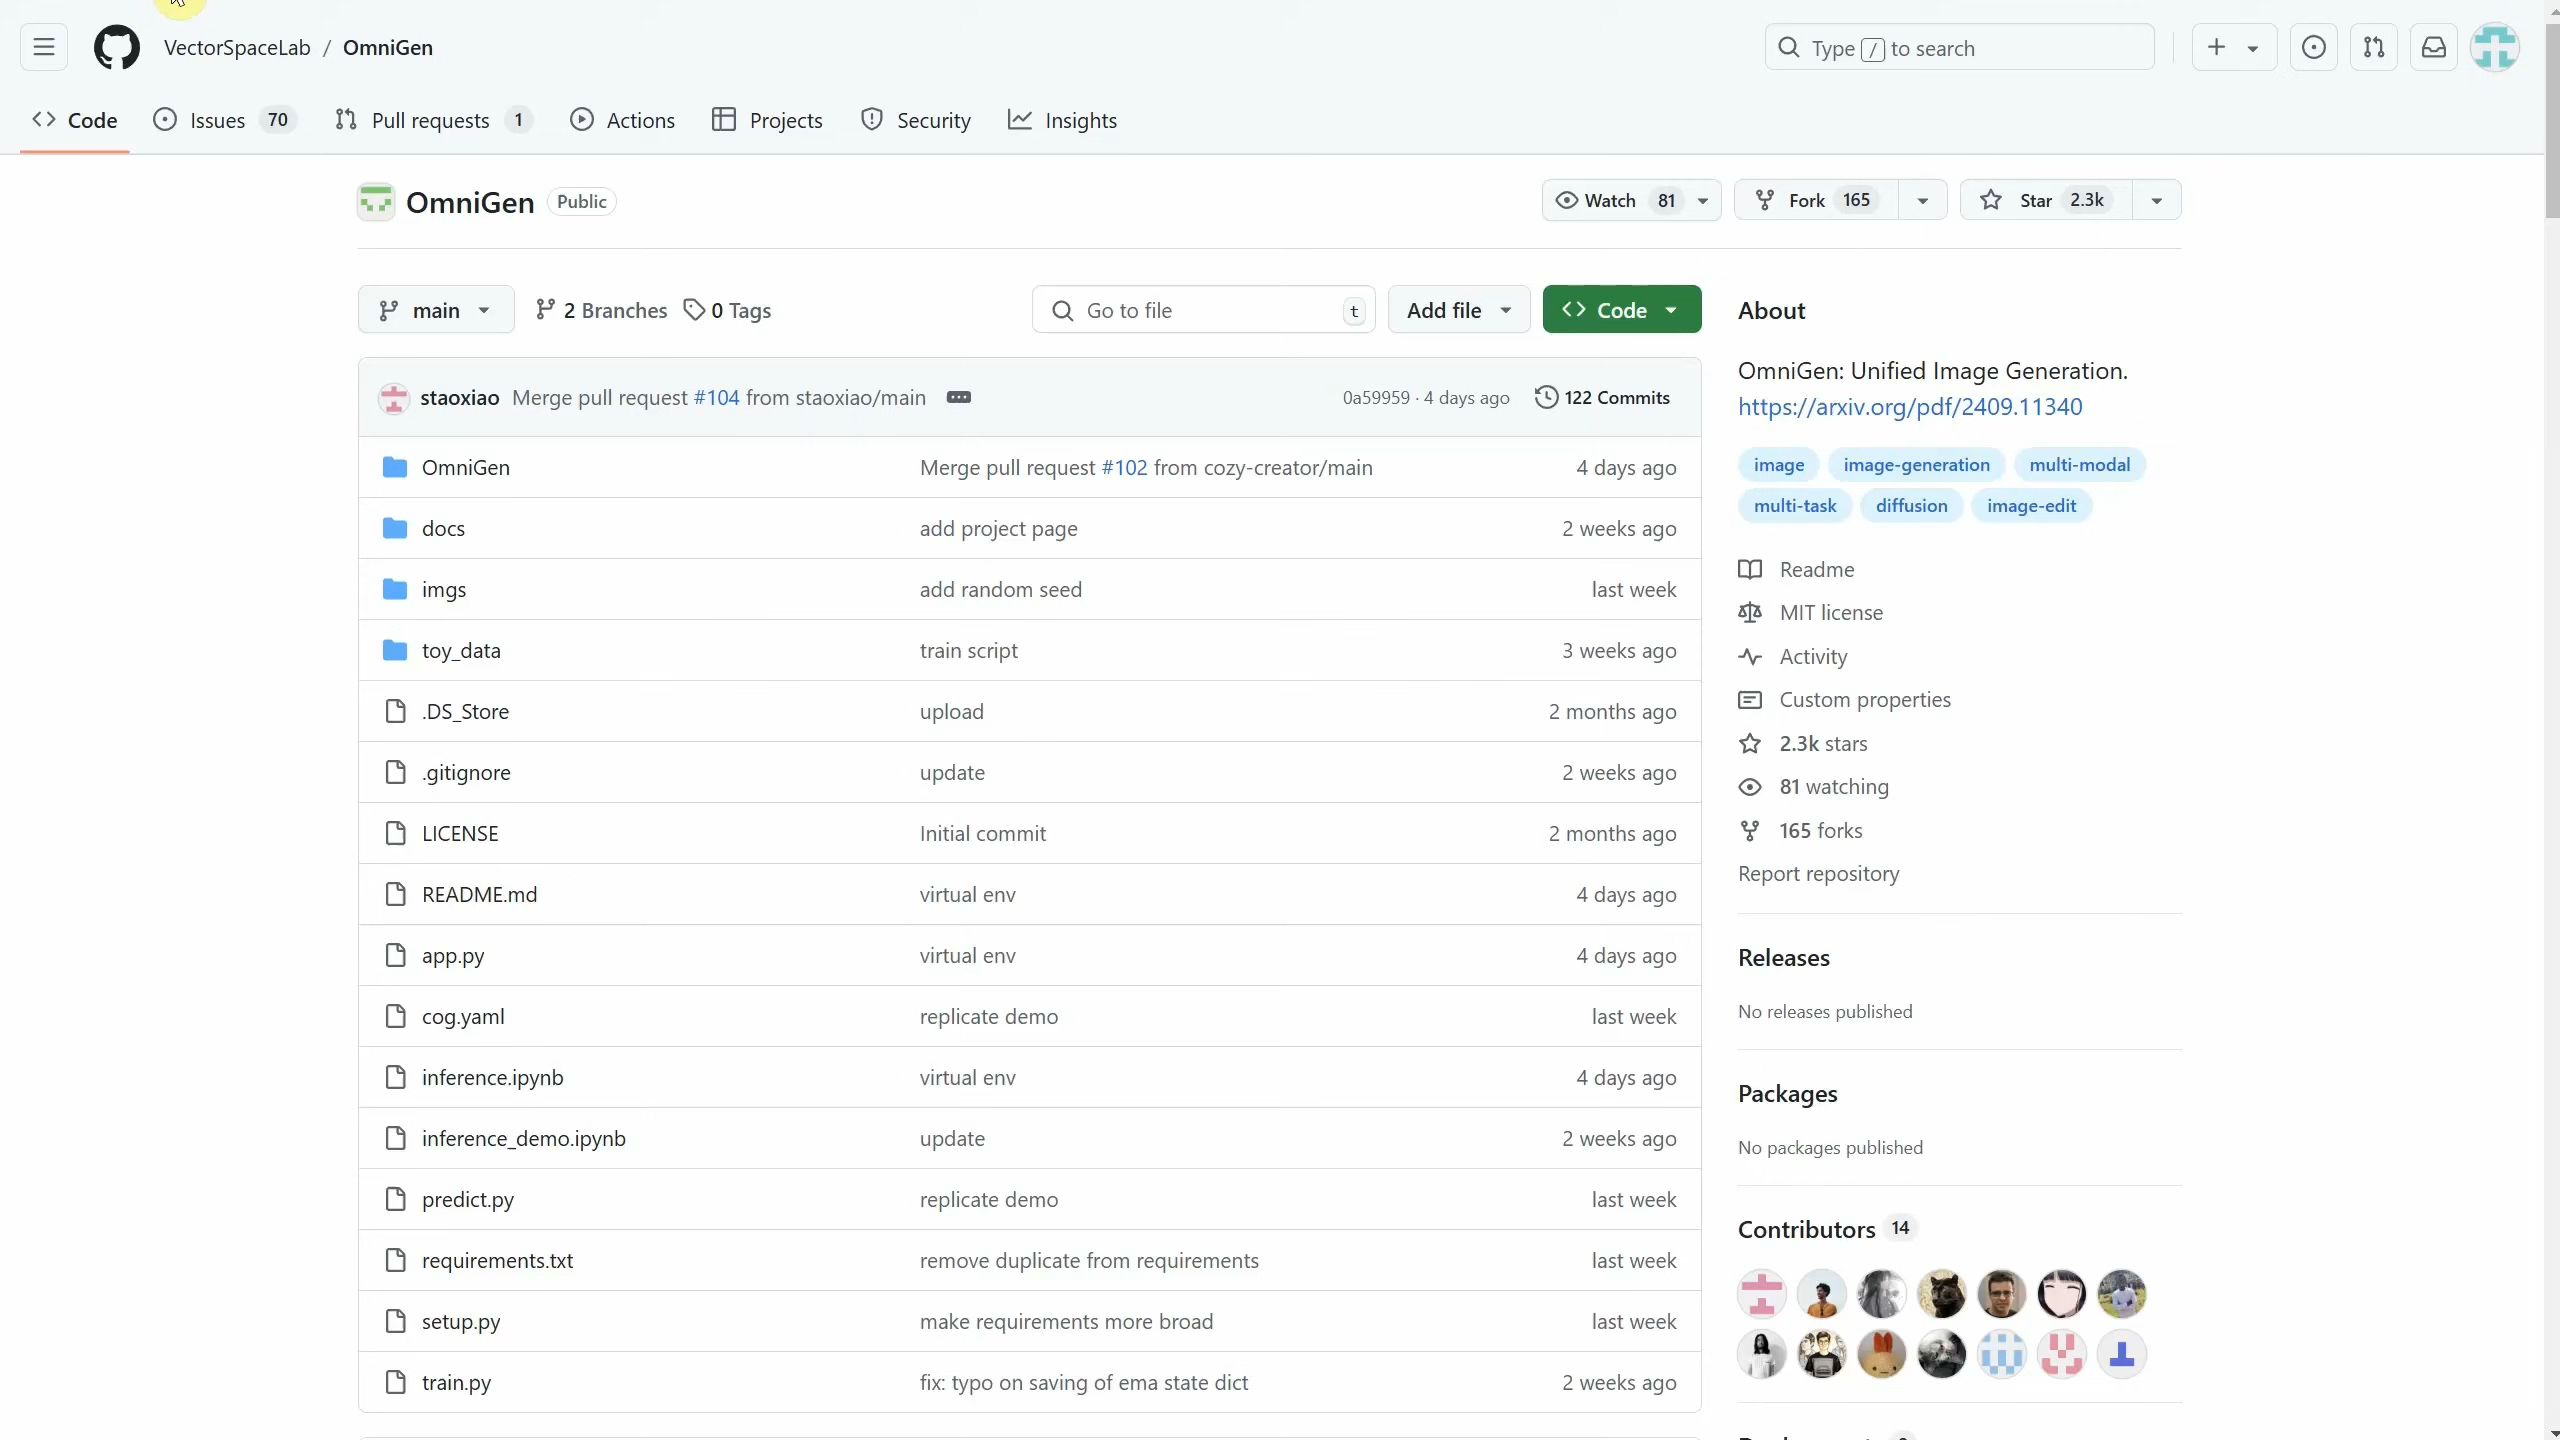 VectorSpaceLab / OmniGen
Type / to search
Code
Issues 70
Pull requests 1
Actions
Projects
Security
Insights
OmniGen Public
Watch 81
Fork 165
Star 2.3k
main
2 Branches
0 Tags
Go to file t
Add file
Code
staoxiao Merge pull request #104 from staoxiao/main
0a59959 · 4 days ago
122 Commits
OmniGen Merge pull request #102 from cozy-creator/main 4 days ago
docs add project page 2 weeks ago
imgs add random seed last week
toy_data train script 3 weeks ago
.DS_Store upload 2 months ago
.gitignore update 2 weeks ago
LICENSE Initial commit 2 months ago
README.md virtual env 4 days ago
app.py virtual env 4 days ago
cog.yaml replicate demo last week
inference.ipynb virtual env 4 days ago
inference_demo.ipynb update 2 weeks ago
predict.py replicate demo last week
requirements.txt remove duplicate from requirements last week
setup.py make requirements more broad last week
train.py fix: typo on saving of ema state dict 2 weeks ago
About
OmniGen: Unified Image Generation.
https://arxiv.org/pdf/2409.11340
image image-generation multi-modal
multi-task diffusion image-edit
Readme
MIT license
Activity
Custom properties
2.3k stars
81 watching
165 forks
Report repository
Releases
No releases published
Packages
No packages published
Contributors 14